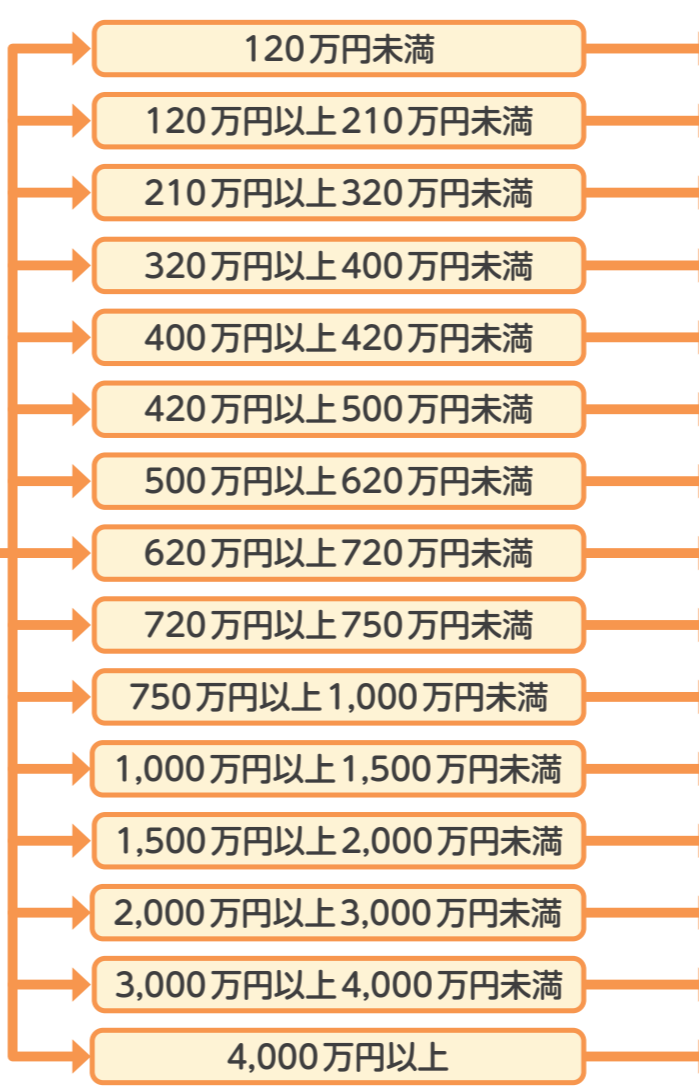 120万円未満
120万円以上210万円未満
210万円以上320万円未満
320万円以上400万円未満
400万円以上420万円未満
420万円以上500万円未満
500万円以上620万円未満
620万円以上720万円未満
720万円以上750万円未満
750万円以上1,000万円未満
1,000万円以上1,500万円未満
1,500万円以上2,000万円未満
2,000万円以上3,000万円未満
3,000万円以上4,000万円未満
4,000万円以上